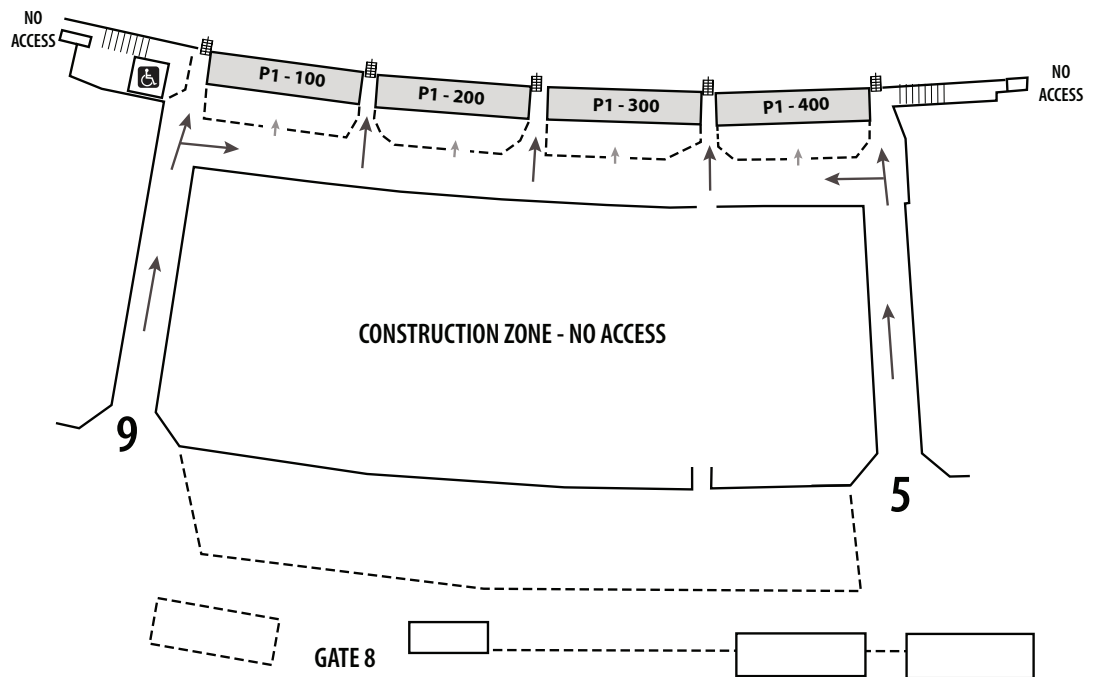 NO
ACCESS
P1 - 100
P1 - 200
P1 - 300
P1 - 400
NO
ACCESS
CONSTRUCTION ZONE - NO ACCESS
9
5
GATE 8